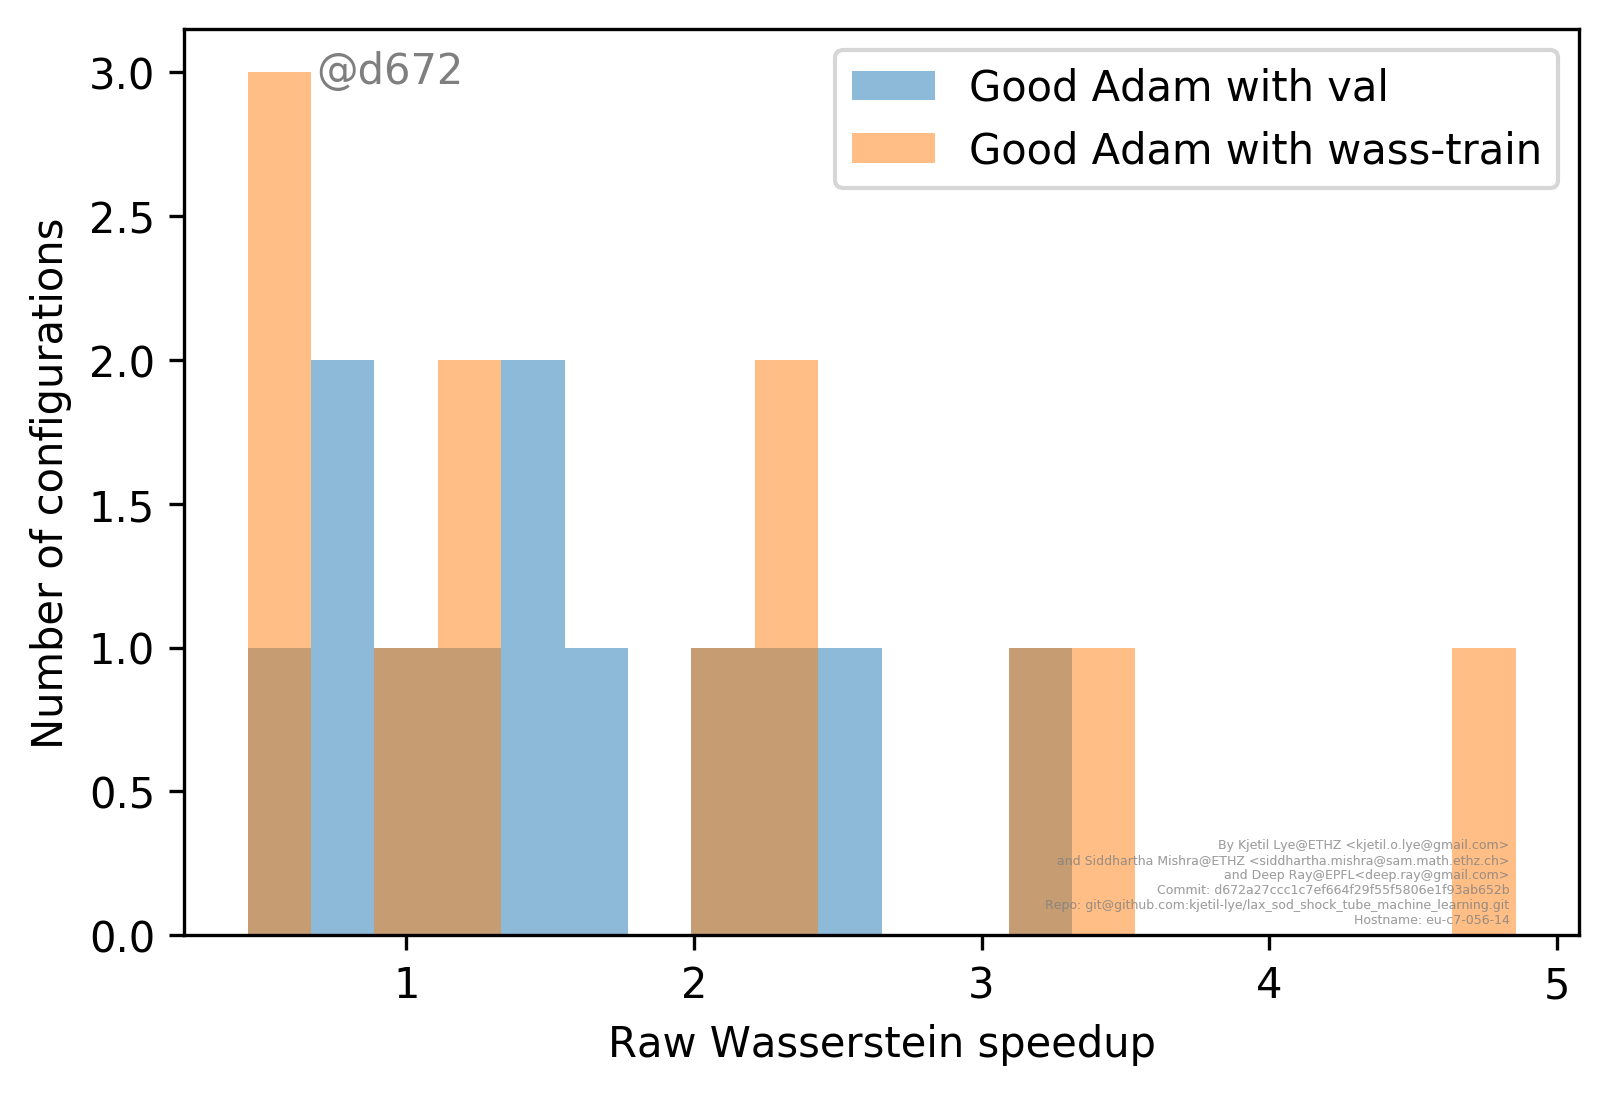 @d672
Good Adam with val
Good Adam with wass-train
3.0
2.5
2.0
1.5
1.0
0.5
0.0
Number of configurations
By Kjetil Lye@ETHZ <kjetil.o.lye@gmail.com>
and Siddhartha Mishra@ETHZ <siddhartha.mishra@sam.math.ethz.ch>
and Deep Ray@EPFL<deep.ray@gmail.com>
Commit: d672a27ccc1c7ef664f29f55f5806e1f93ab652b
Repo: git@github.com:kjetil-lye/lax_sod_shock_tube_machine_learning.git
Hostname: eu-c7-056-14
1 2 3 4 5
Raw Wasserstein speedup